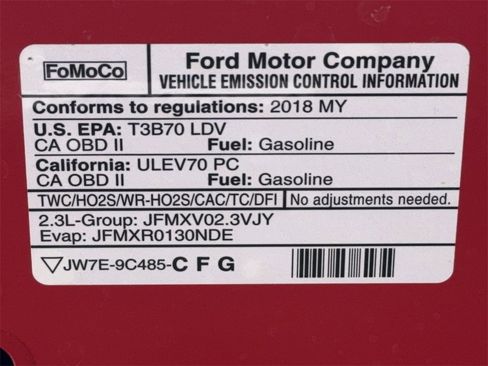 FoMoCo
Ford Motor Company
VEHICLE EMISSION CONTROL INFORMATION
Conforms to regulations: 2018 MY
U.S. EPA: T3B70 LDV
CA OBD II Fuel: Gasoline
California: ULEV70 PC
CA OBD II Fuel: Gasoline
TWC/HO2S/WR-HO2S/CAC/TC/DFI No adjustments needed.
2.3L-Group: JFMXV02.3VJY
Evap: JFMXR0130NDE
JW7E-9C485-C F G